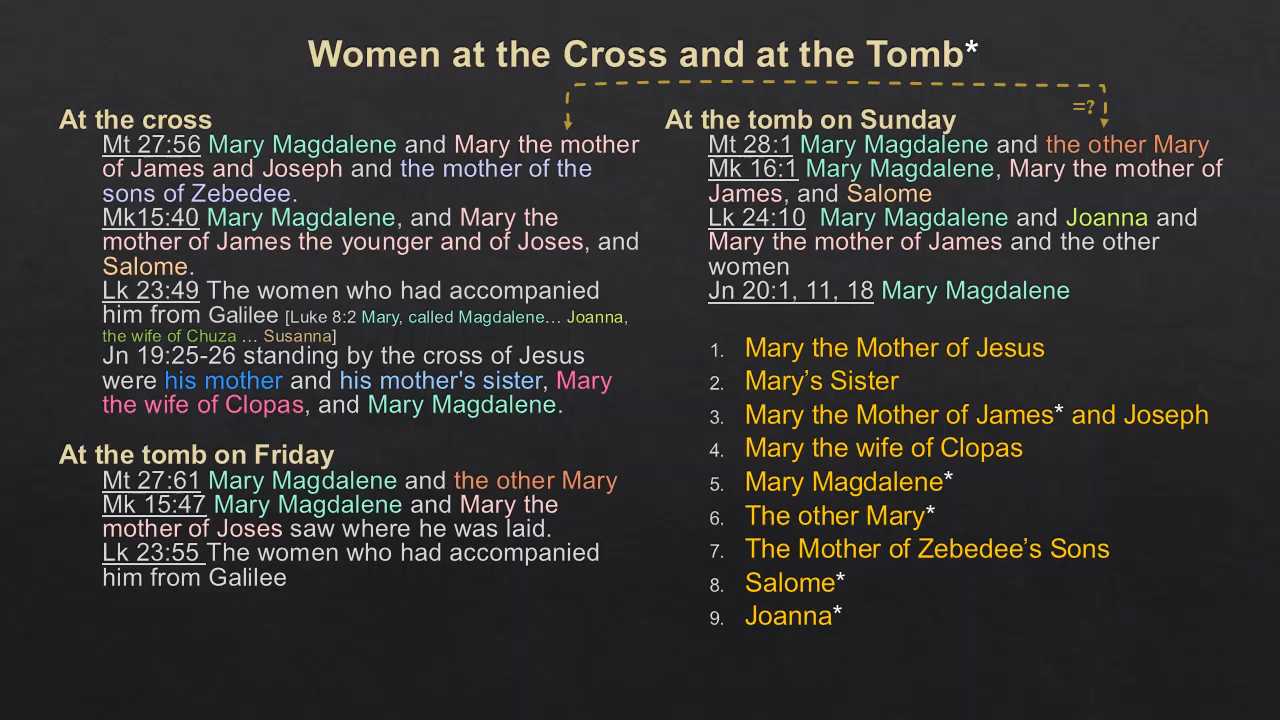 Women at the Cross and at the Tomb*
At the cross
Mt 27:56 Mary Magdalene and Mary the mother
of James and Joseph and the mother of the
sons of Zebedee.
Mk15:40 Mary Magdalene, and Mary the
mother of James the younger and of Joses, and
Salome.
Lk 23:49 The women who had accompanied
him from Galilee [Luke 8:2 Mary, called Magdalene… Joanna,
the wife of Chuza … Susanna]
Jn 19:25-26 standing by the cross of Jesus
were his mother and his mother's sister, Mary
the wife of Clopas, and Mary Magdalene.
At the tomb on Friday
Mt 27:61 Mary Magdalene and the other Mary
Mk 15:47 Mary Magdalene and Mary the
mother of Joses saw where he was laid.
Lk 23:55 The women who had accompanied
him from Galilee
=?
At the tomb on Sunday
Mt 28:1 Mary Magdalene and the other Mary
Mk 16:1 Mary Magdalene, Mary the mother of
James, and Salome
Lk 24:10 Mary Magdalene and Joanna and
Mary the mother of James and the other
women
Jn 20:1, 11, 18 Mary Magdalene
1. Mary the Mother of Jesus
2. Mary’s Sister
3. Mary the Mother of James* and Joseph
4. Mary the wife of Clopas
5. Mary Magdalene*
6. The other Mary*
7. The Mother of Zebedee’s Sons
8. Salome*
9. Joanna*